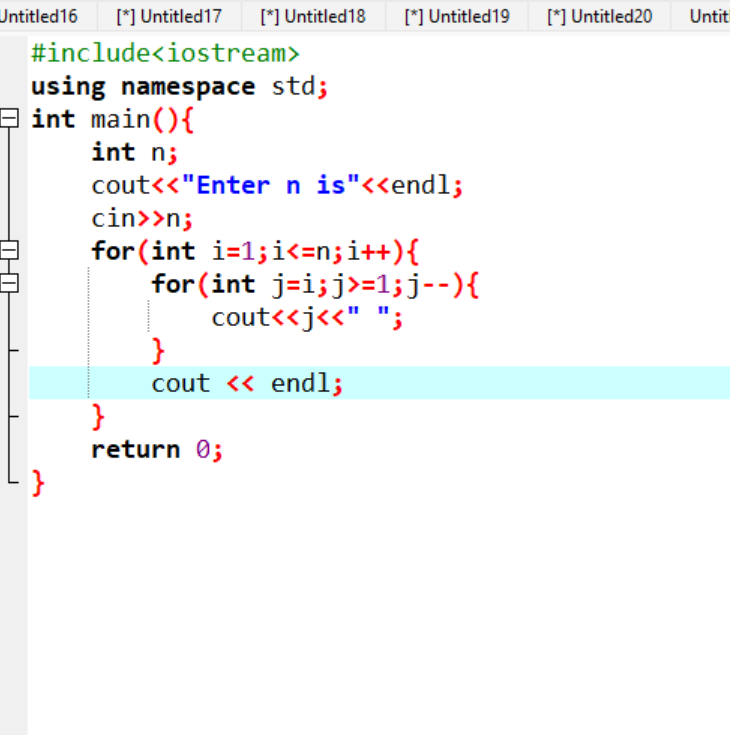 Untitled16 [*] Untitled17 [*] Untitled18 [*] Untitled19 [*] Untitled20
#include<iostream>
using namespace std;
int main(){
    int n;
    cout<<"Enter n is"<<endl;
    cin>>n;
    for(int i=1;i<=n;i++){
        for(int j=i;j>=1;j--){
            cout<<j<<" ";
        }
        cout << endl;
    }
    return 0;
}